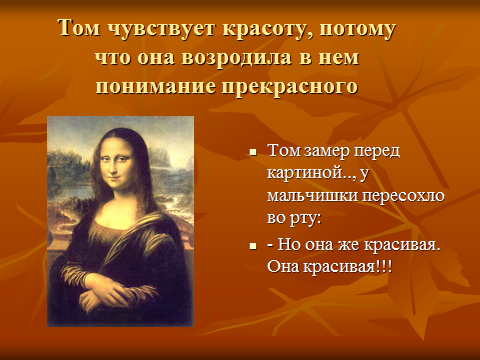 Том чувствует красоту, потому
что она возродила в нем
понимание прекрасного
Том замер перед
картиной.., у
мальчишки пересохло
во рту:
- Но она же красивая.
Она красивая!!!